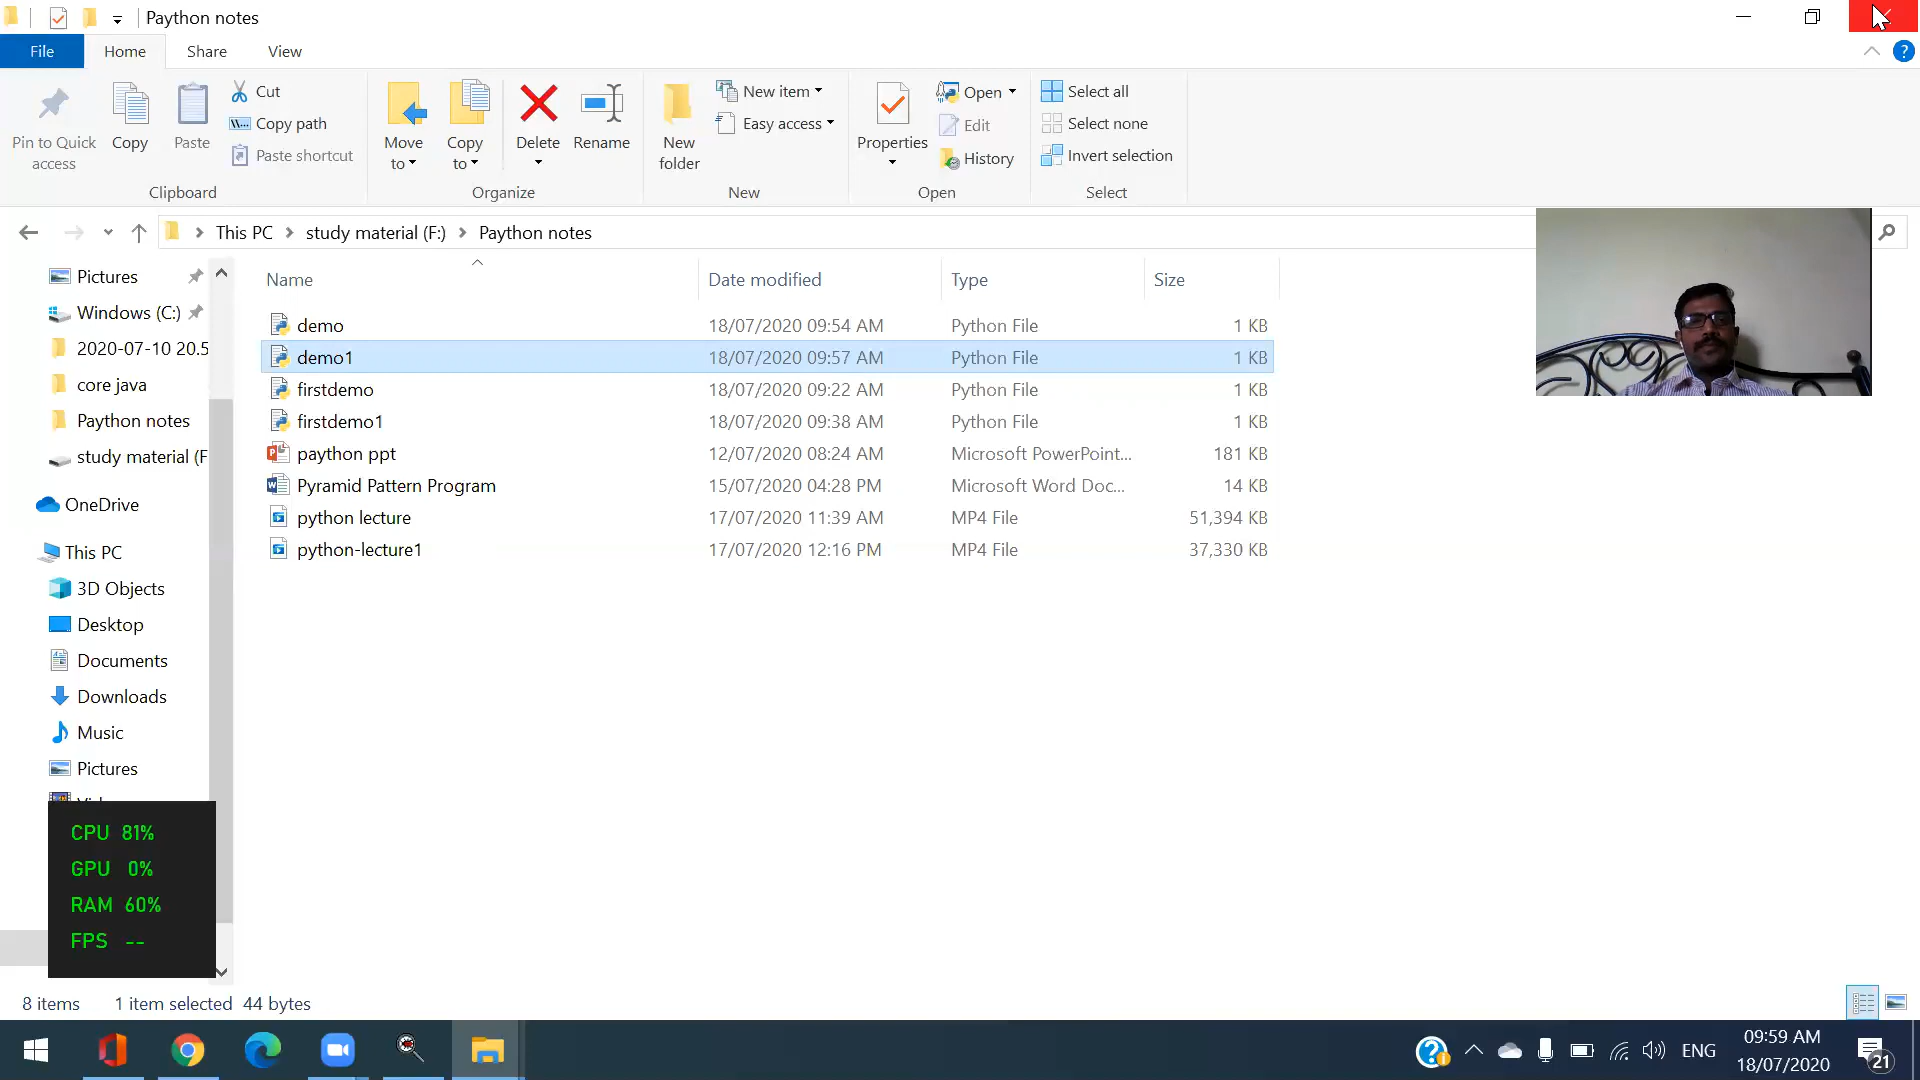 Paython notes
File Home Share View
Pin to Quick access
Copy
Paste
Cut
Copy path
Paste shortcut
Clipboard
Move to
Copy to
Delete
Rename
Organize
New folder
New item
Easy access
New
Properties
Open
Edit
History
Open
Select all
Select none
Invert selection
Select
This PC study material (F:) Paython notes
Pictures
Windows (C:)
2020-07-10 20.5
core java
Paython notes
study material (F
OneDrive
This PC
3D Objects
Desktop
Documents
Downloads
Music
Pictures
Name Date modified Type Size
demo 18/07/2020 09:54 AM Python File 1 KB
demo1 18/07/2020 09:57 AM Python File 1 KB
firstdemo 18/07/2020 09:22 AM Python File 1 KB
firstdemo1 18/07/2020 09:38 AM Python File 1 KB
paython ppt 12/07/2020 08:24 AM Microsoft PowerPoint... 181 KB
Pyramid Pattern Program 15/07/2020 04:28 PM Microsoft Word Doc... 14 KB
python lecture 17/07/2020 11:39 AM MP4 File 51,394 KB
python-lecture1 17/07/2020 12:16 PM MP4 File 37,330 KB
CPU 81%
GPU 0%
RAM 60%
FPS --
8 items 1 item selected 44 bytes
ENG
09:59 AM
18/07/2020
21